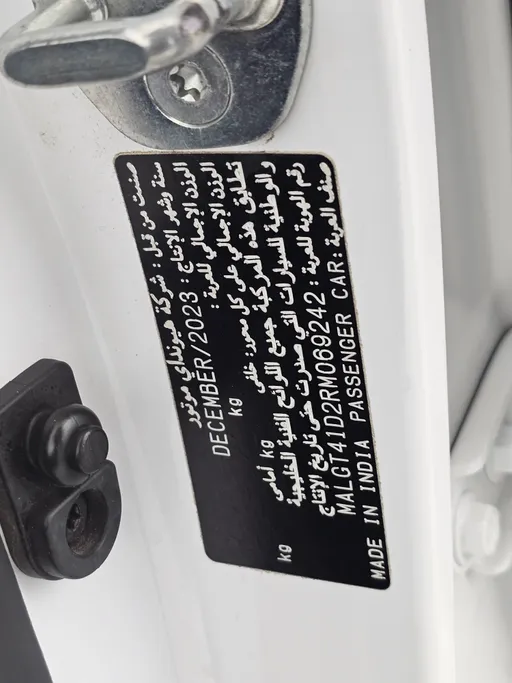 صنعت من قبل : شركة هيونداي موتور
سنة وشهر الإنتاج : DECEMBER/2023
الوزن الإجمالي للعربة : kg
الوزن الإجمالي على كل محور: خلفي kg أمامي kg
تطابق هذه المركبة جميع اللوائح الفنية الخليجية
والوطنية للسيارات التي صدرت حتى تاريخ الإنتاج
رقم الهوية للعربة : MALGT41D2RM069242
صنف العربة: PASSENGER CAR MADE IN INDIA